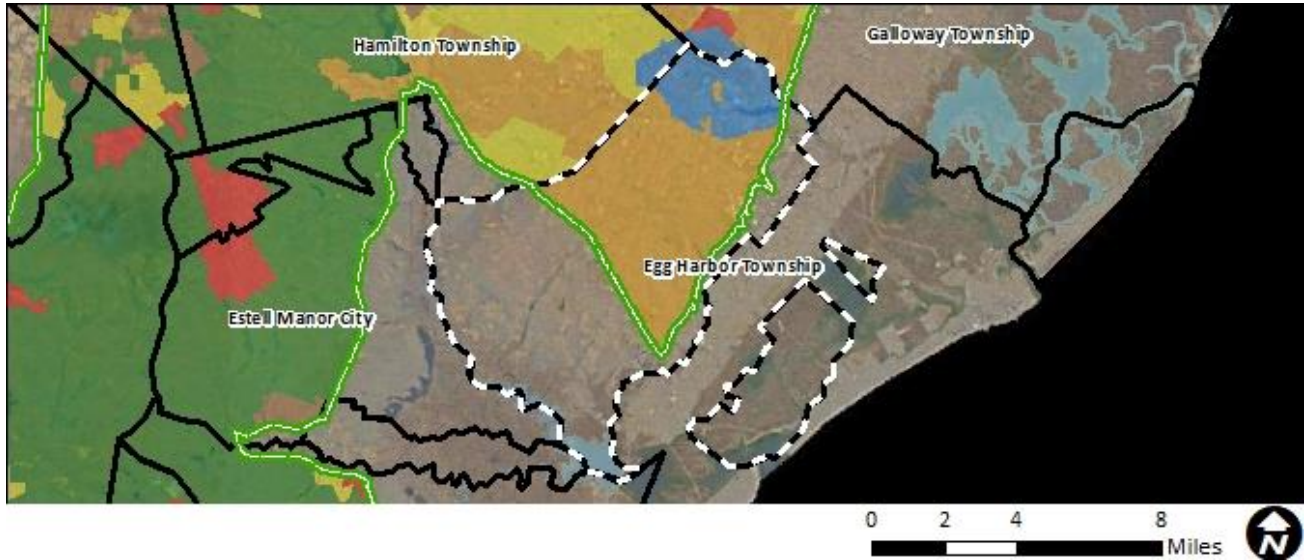 Hamilton Township
Galloway Township
Egg Harbor Township
Estell Manor City
0 2 4 8
Miles
N